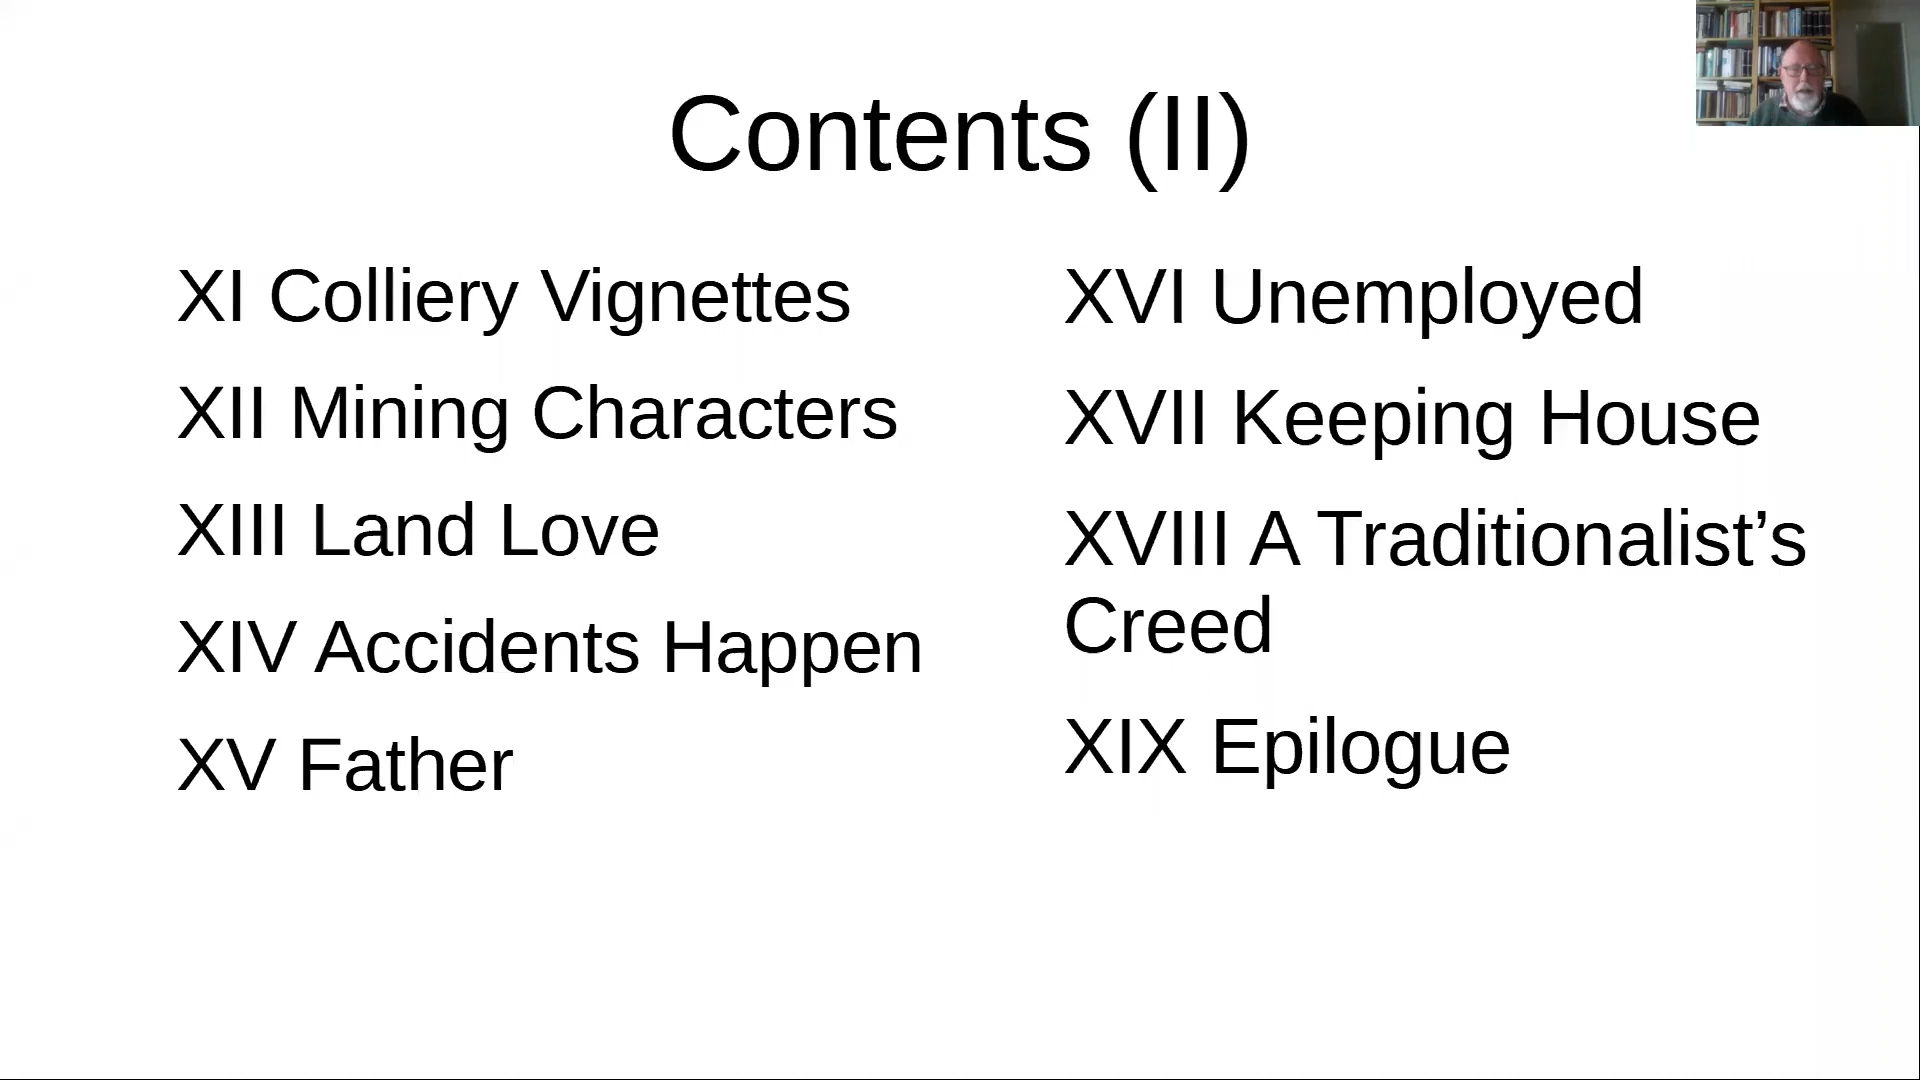 Contents (II)
XI Colliery Vignettes
XII Mining Characters
XIII Land Love
XIV Accidents Happen
XV Father
XVI Unemployed
XVII Keeping House
XVIII A Traditionalist’s
Creed
XIX Epilogue